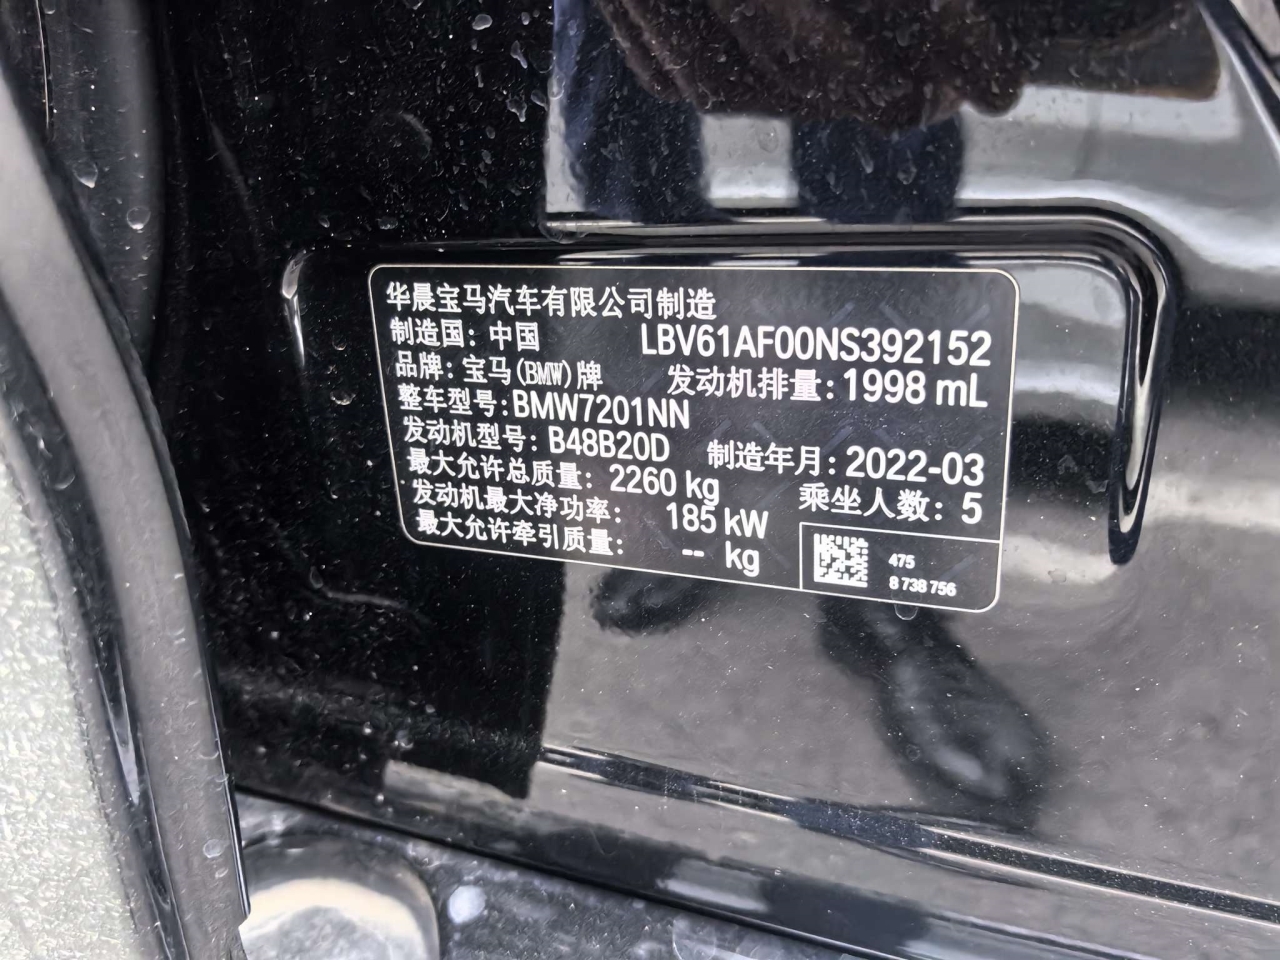 华晨宝马汽车有限公司制造
制造国: 中国 LBV61AF00NS392152
品牌: 宝马(BMW)牌 发动机排量: 1998 mL
整车型号: BMW7201NN
发动机型号: B48B20D 制造年月: 2022-03
最大允许总质量: 2260 kg 乘坐人数: 5
发动机最大净功率: 185 kW
最大允许牵引质量: -- kg
475
8 738 756